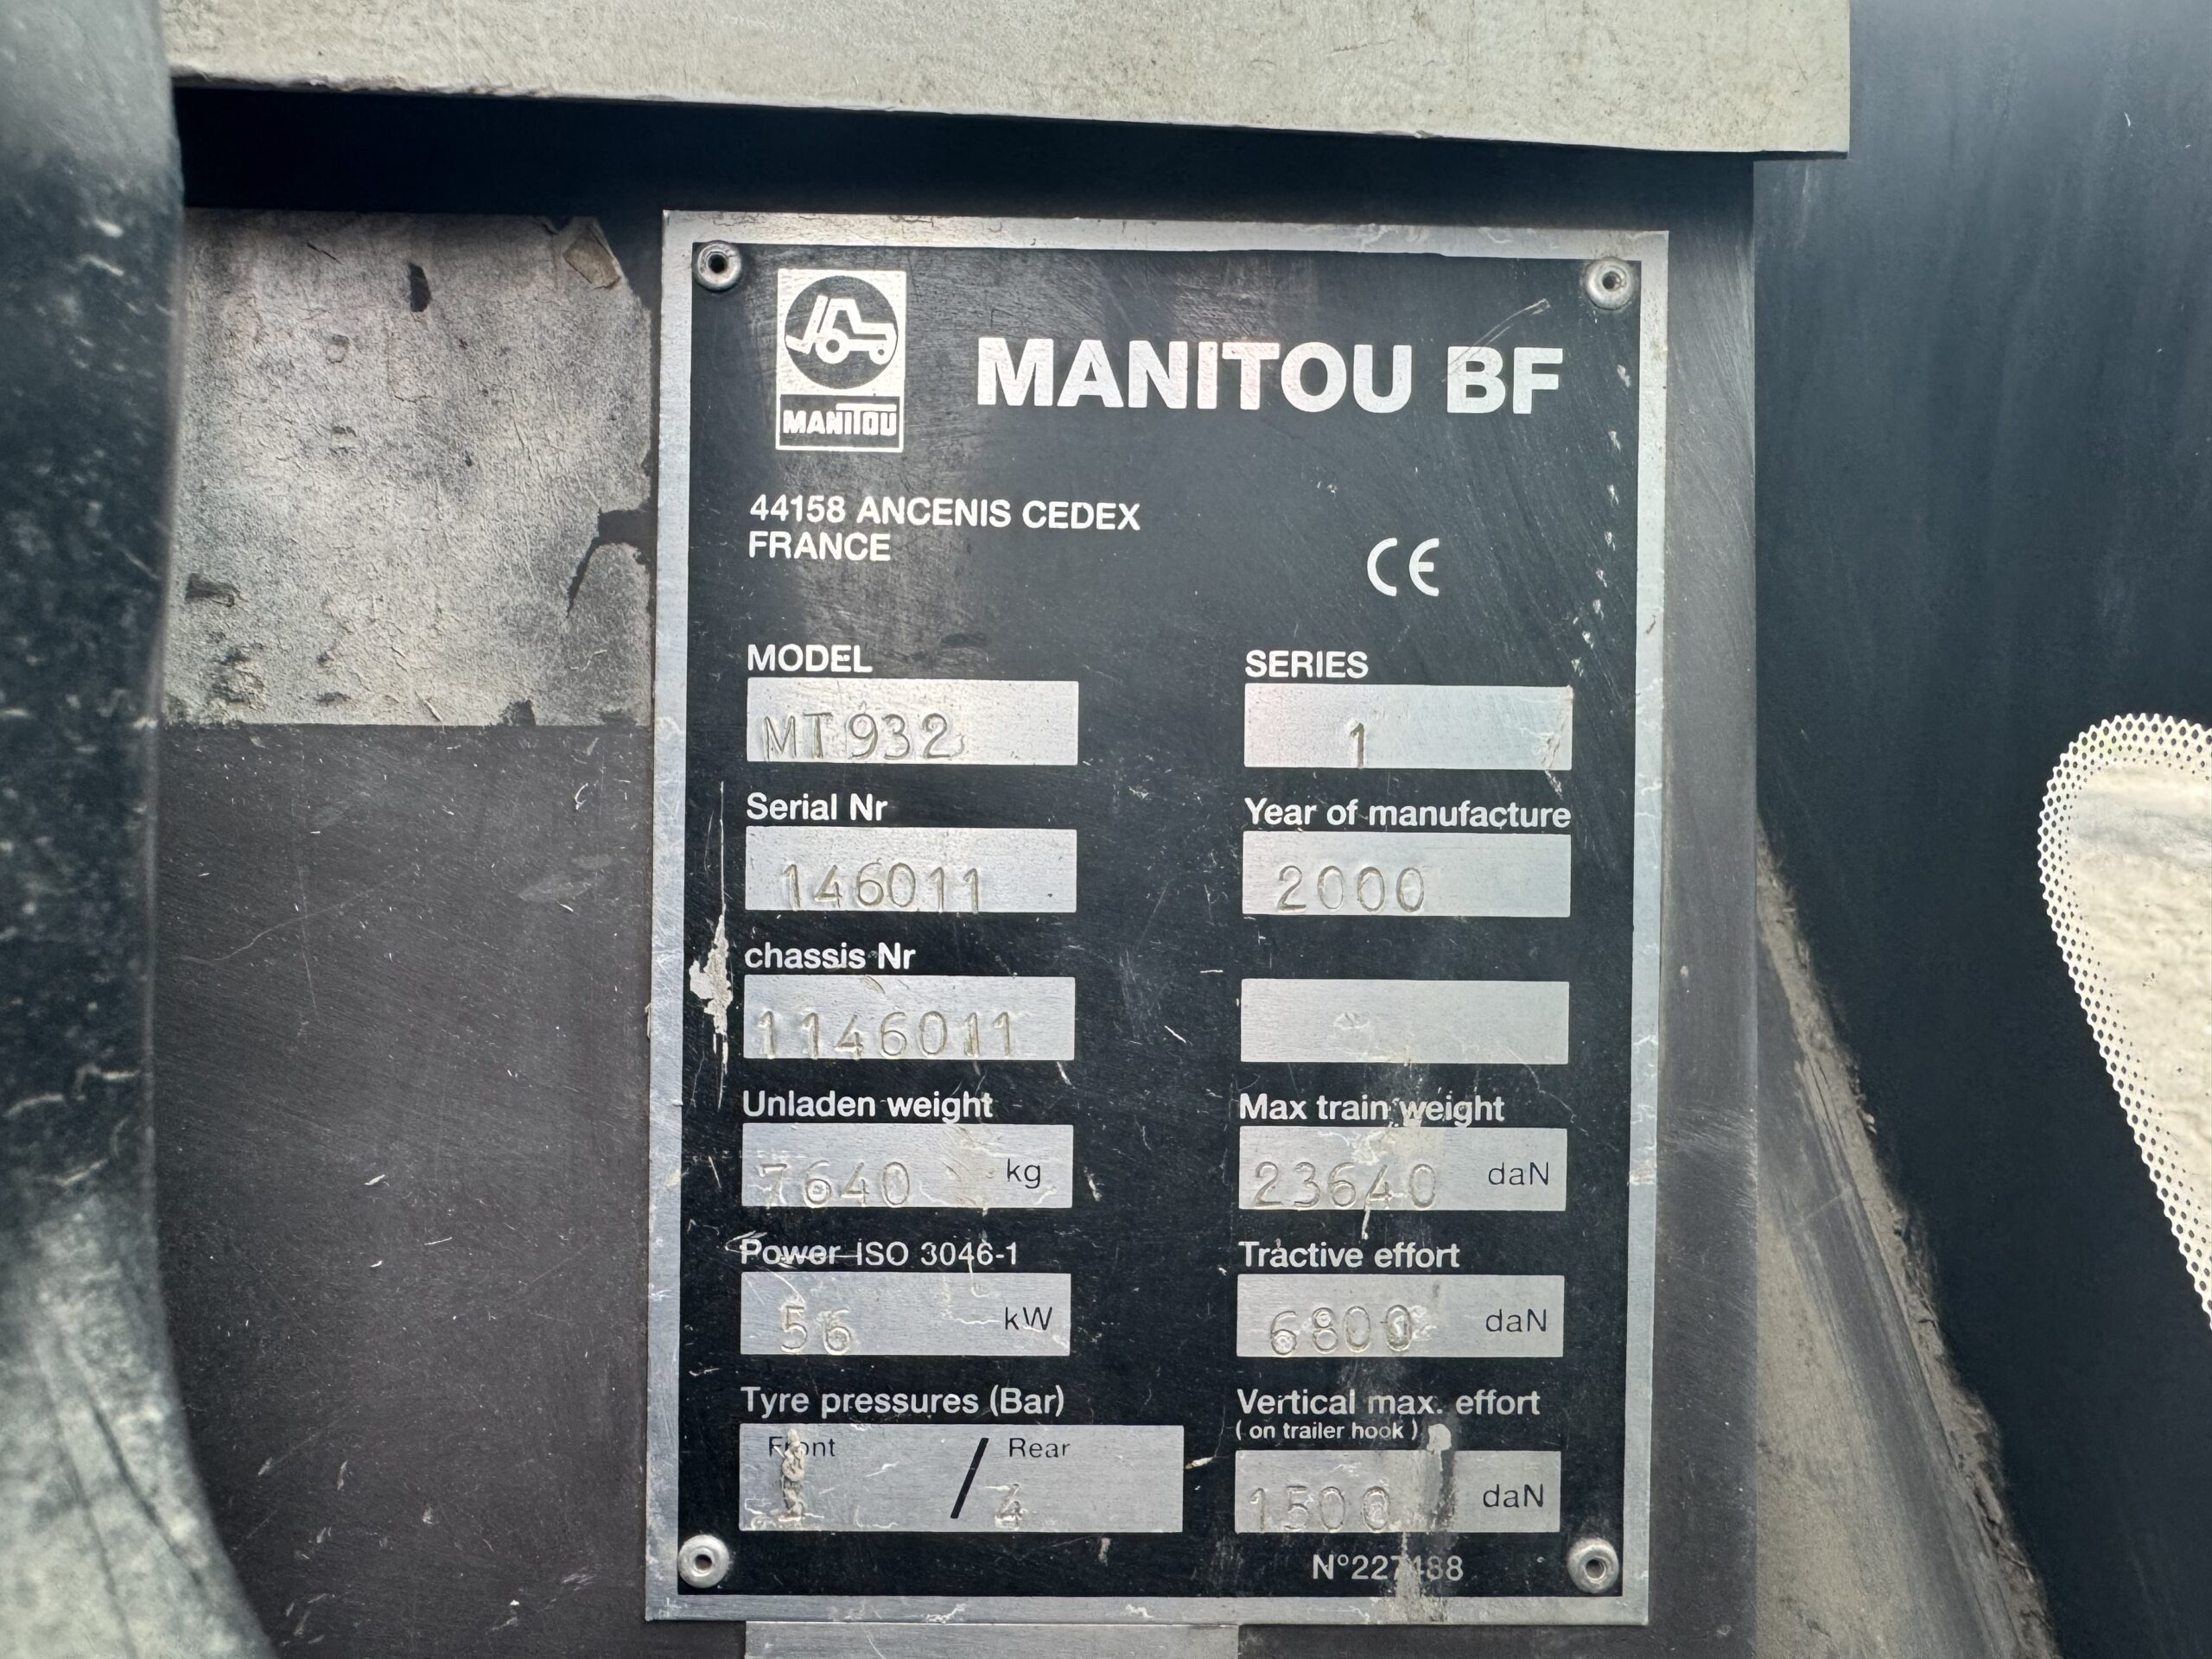 MANITOU
MANITOU BF
44158 ANCENIS CEDEX
FRANCE
CE
MODEL
MT932
SERIES
1
Serial Nr
146011
Year of manufacture
2000
chassis Nr
1146011
Unladen weight
7640 kg
Max train weight
23640 daN
Power ISO 3046-1
56 kW
Tractive effort
6800 daN
Tyre pressures (Bar)
Front / Rear
4
Vertical max. effort
( on trailer hook )
1500 daN
N°227488